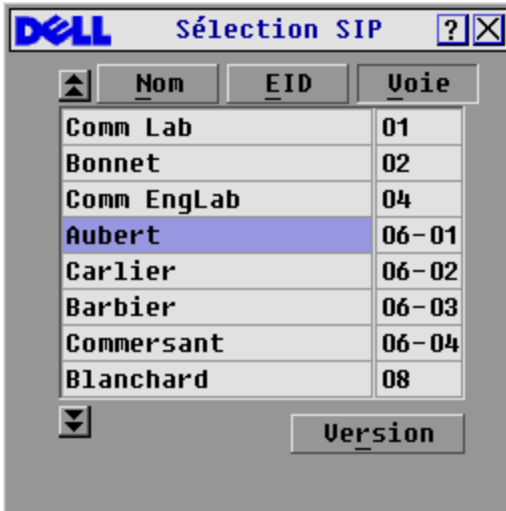 DELL Sélection SIP ? X
Nom EID Voie
Comm Lab 01
Bonnet 02
Comm EngLab 04
Aubert 06-01
Carlier 06-02
Barbier 06-03
Commersant 06-04
Blanchard 08
Version